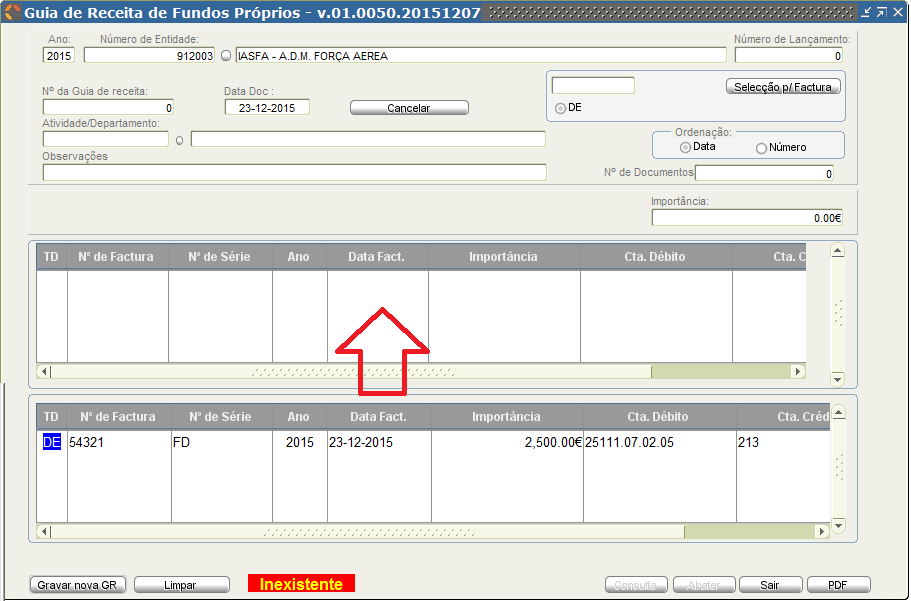 Guia de Receita de Fundos Próprios - v.01.0050.20151207
Ano: Número de Entidade: Número de Lançamento:
2015 912003 IASFA - A.D.M. FORÇA AEREA 0
Nº da Guia de receita: Data Doc : Selecção p/ Factura
0 23-12-2015 Cancelar DE
Atividade/Departamento: Ordenação:
Data Número
Observações
Nº de Documentos 0
Importância:
0.00€
TD Nº de Factura Nº de Série Ano Data Fact. Importância Cta. Débito Cta. C
TD Nº de Factura Nº de Série Ano Data Fact. Importância Cta. Débito Cta. Créd
DE 54321 FD 2015 23-12-2015 2,500.00€ 25111.07.02.05 213
Gravar nova GR Limpar Inexistente Consulta Abater Sair PDF